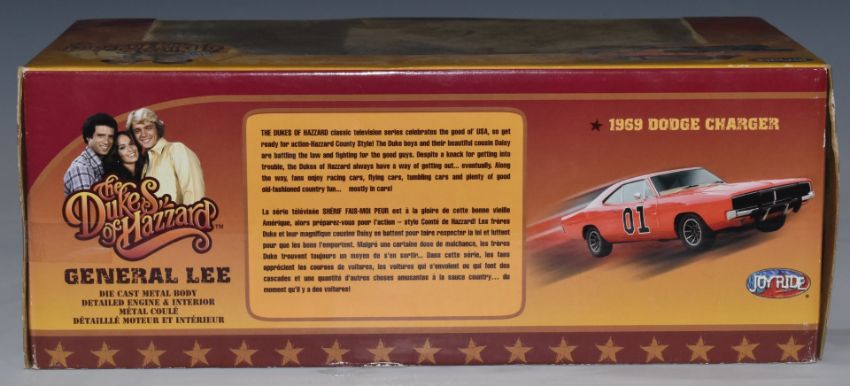 The
Dukes
of Hazzard™
GENERAL LEE
DIE CAST METAL BODY
DETAILED ENGINE & INTERIOR
MÉTAL COULÉ
DÉTAILLÉ MOTEUR ET INTÉRIEUR
THE DUKES OF HAZZARD classic television series celebrates the good ol' USA, so get
ready for action-Hazzard County Style! The Duke boys and their beautiful cousin Daisy
are battling the law and fighting for the good guys. Despite a knack for getting into
trouble, the Dukes of Hazzard always have a way of getting out... eventually. Along
the way, fans enjoy racing cars, flying cars, tumbling cars and plenty of good
old-fashioned country fun... mostly in cars!
La série télévisée SHÉRIF FAIS-MOI PEUR est à la gloire de cette bonne vieille
Amérique, alors préparez-vous pour l'action – style Comté de Hazzard! Les frères
Duke et leur magnifique cousine Daisy se battent pour faire respecter la loi et luttent
pour que les bons l'emportent. Malgré une certaine dose de malchance, les frères
Duke trouvent toujours un moyen de s'en sortir... Dans cette série, les fans
apprécient les courses de voitures, les voitures qui s'envolent ou qui font des
cascades et une quantité d'autres choses amusantes à la sauce country... du
moment qu'il y a des voitures!
★ 1969 DODGE CHARGER
01
JOYRIDE®